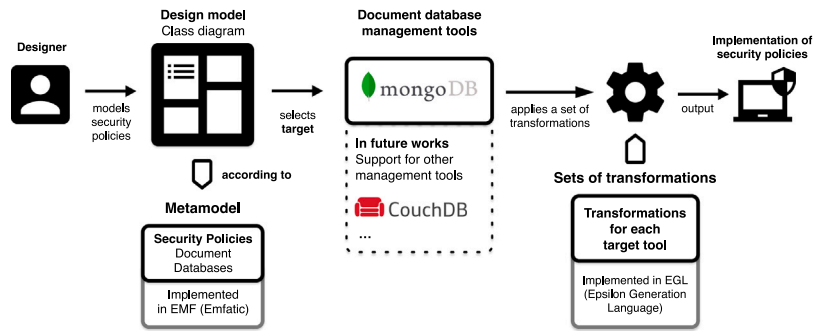 Designer
models
security
policies
Design model
Class diagram
selects
target
according to
Metamodel
Security Policies
Document
Databases
Implemented
in EMF (Emfatic)
Document database
management tools
mongoDB
In future works
Support for other
management tools
CouchDB
...
applies a set of
transformations
output
Implementation of
security policies
Sets of transformations
Transformations
for each
target tool
Implemented in EGL
(Epsilon Generation
Language)